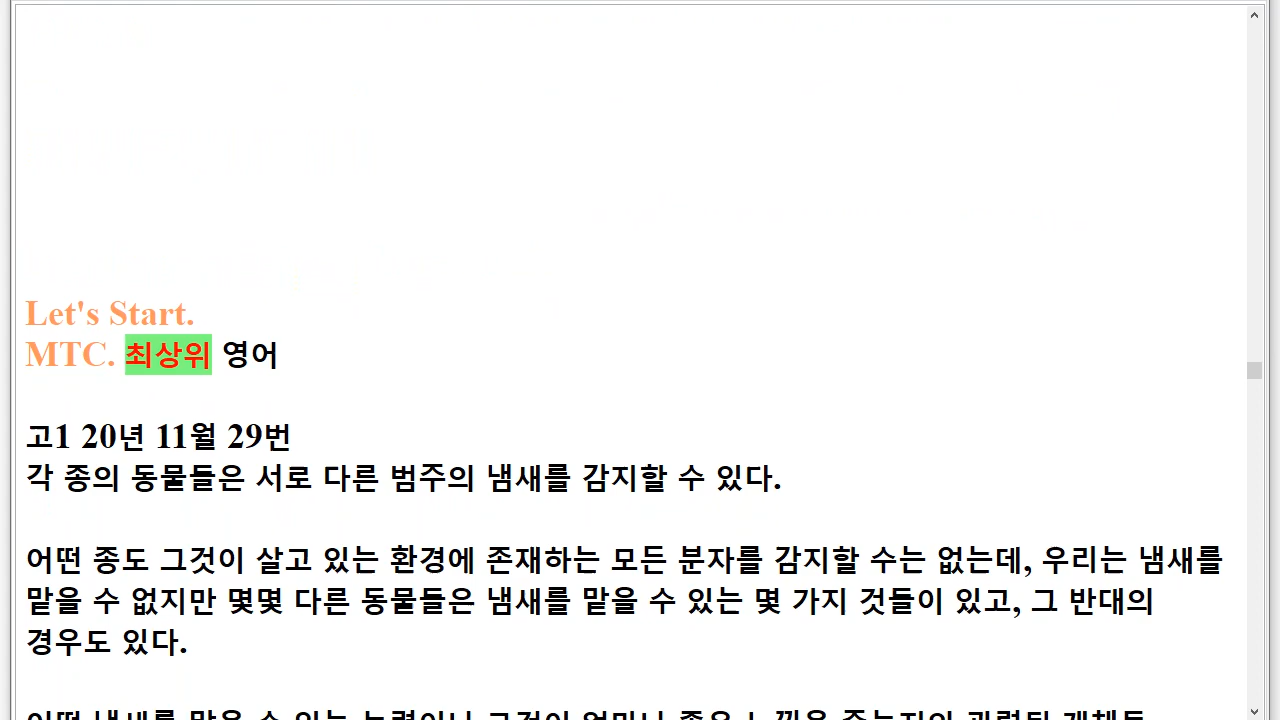 Let's Start.
MTC. 최상위 영어
고1 20년 11월 29번
각 종의 동물들은 서로 다른 범주의 냄새를 감지할 수 있다.
어떤 종도 그것이 살고 있는 환경에 존재하는 모든 분자를 감지할 수는 없는데, 우리는 냄새를
맡을 수 없지만 몇몇 다른 동물들은 냄새를 맡을 수 있는 몇 가지 것들이 있고, 그 반대의
경우도 있다.